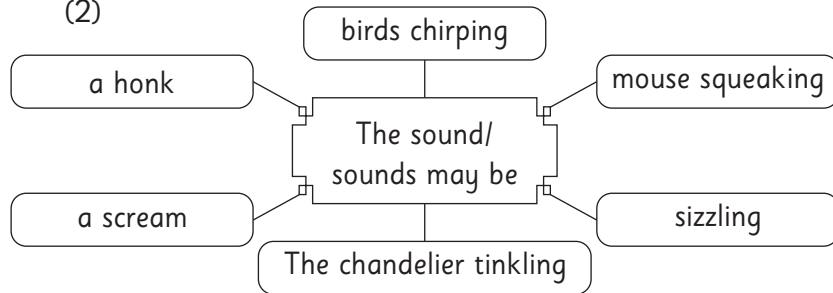 (2)
birds chirping
a honk
mouse squeaking
The sound/
sounds may be
a scream
sizzling
The chandelier tinkling